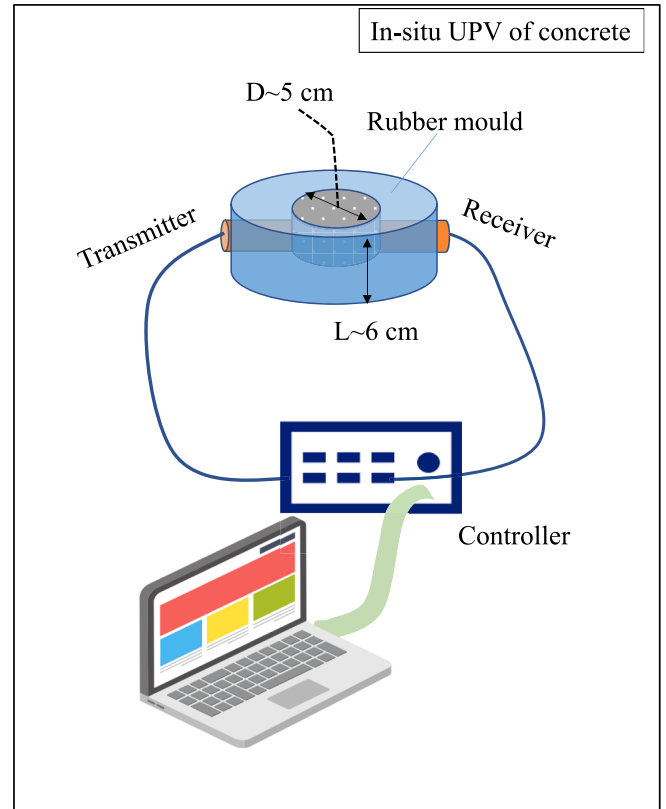 In-situ UPV of concrete
D~5 cm
Rubber mould
Transmitter
Receiver
L~6 cm
Controller